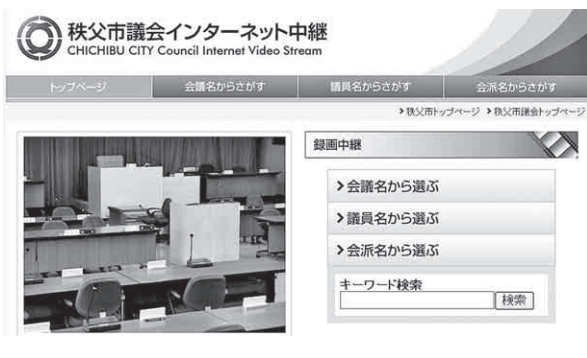 秩父市議会インターネット中継
CHICHIBU CITY Council Internet Video Stream
トップページ
会議名からさがす
議員名からさがす
会派名からさがす
>秩父市トップページ >秩父市議会トップページ
録画中継
>会議名から選ぶ
>議員名から選ぶ
>会派名から選ぶ
キーワード検索
検索